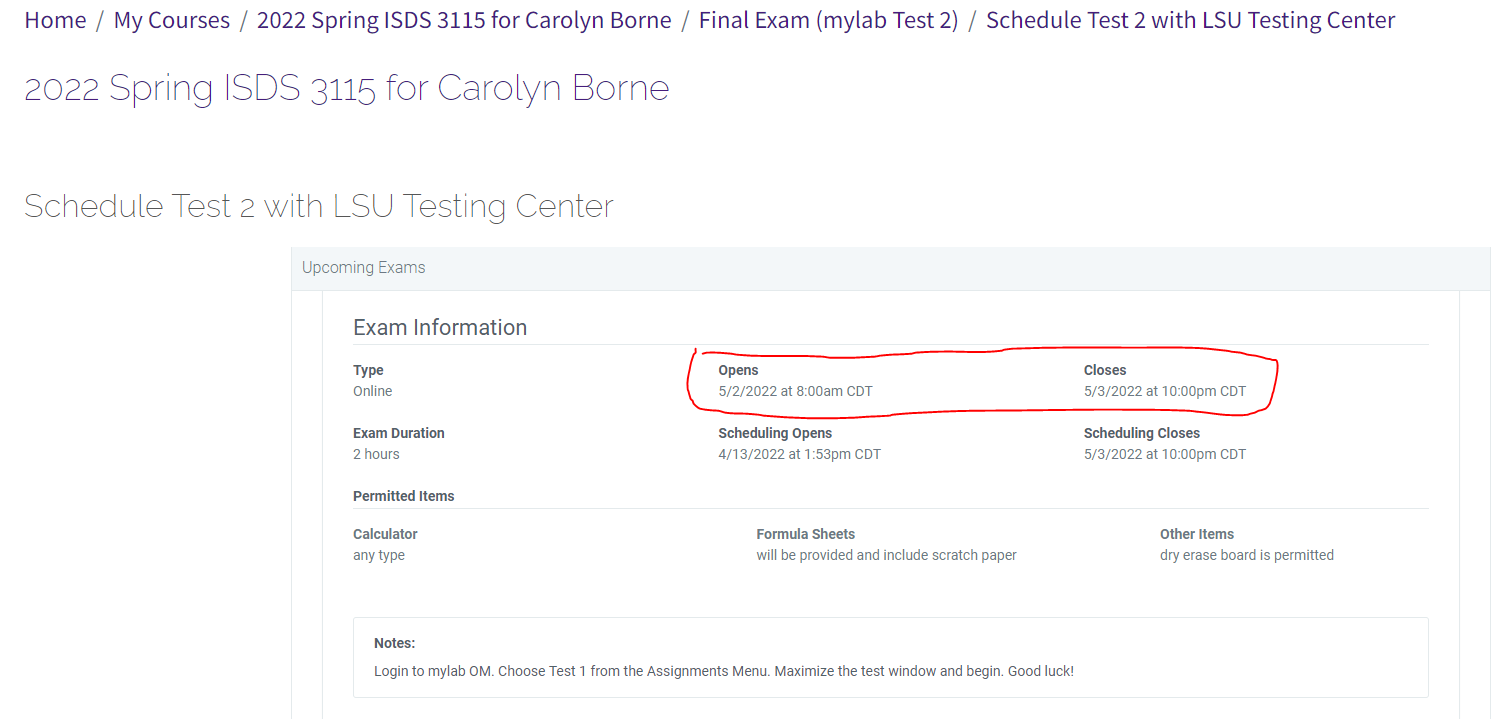 Home / My Courses / 2022 Spring ISDS 3115 for Carolyn Borne / Final Exam (mylab Test 2) / Schedule Test 2 with LSU Testing Center
2022 Spring ISDS 3115 for Carolyn Borne
Schedule Test 2 with LSU Testing Center
Upcoming Exams
Exam Information
Type Opens Closes
Online 5/2/2022 at 8:00am CDT 5/3/2022 at 10:00pm CDT
Exam Duration Scheduling Opens Scheduling Closes
2 hours 4/13/2022 at 1:53pm CDT 5/3/2022 at 10:00pm CDT
Permitted Items
Calculator Formula Sheets Other Items
any type will be provided and include scratch paper dry erase board is permitted
Notes:
Login to mylab OM. Choose Test 1 from the Assignments Menu. Maximize the test window and begin. Good luck!